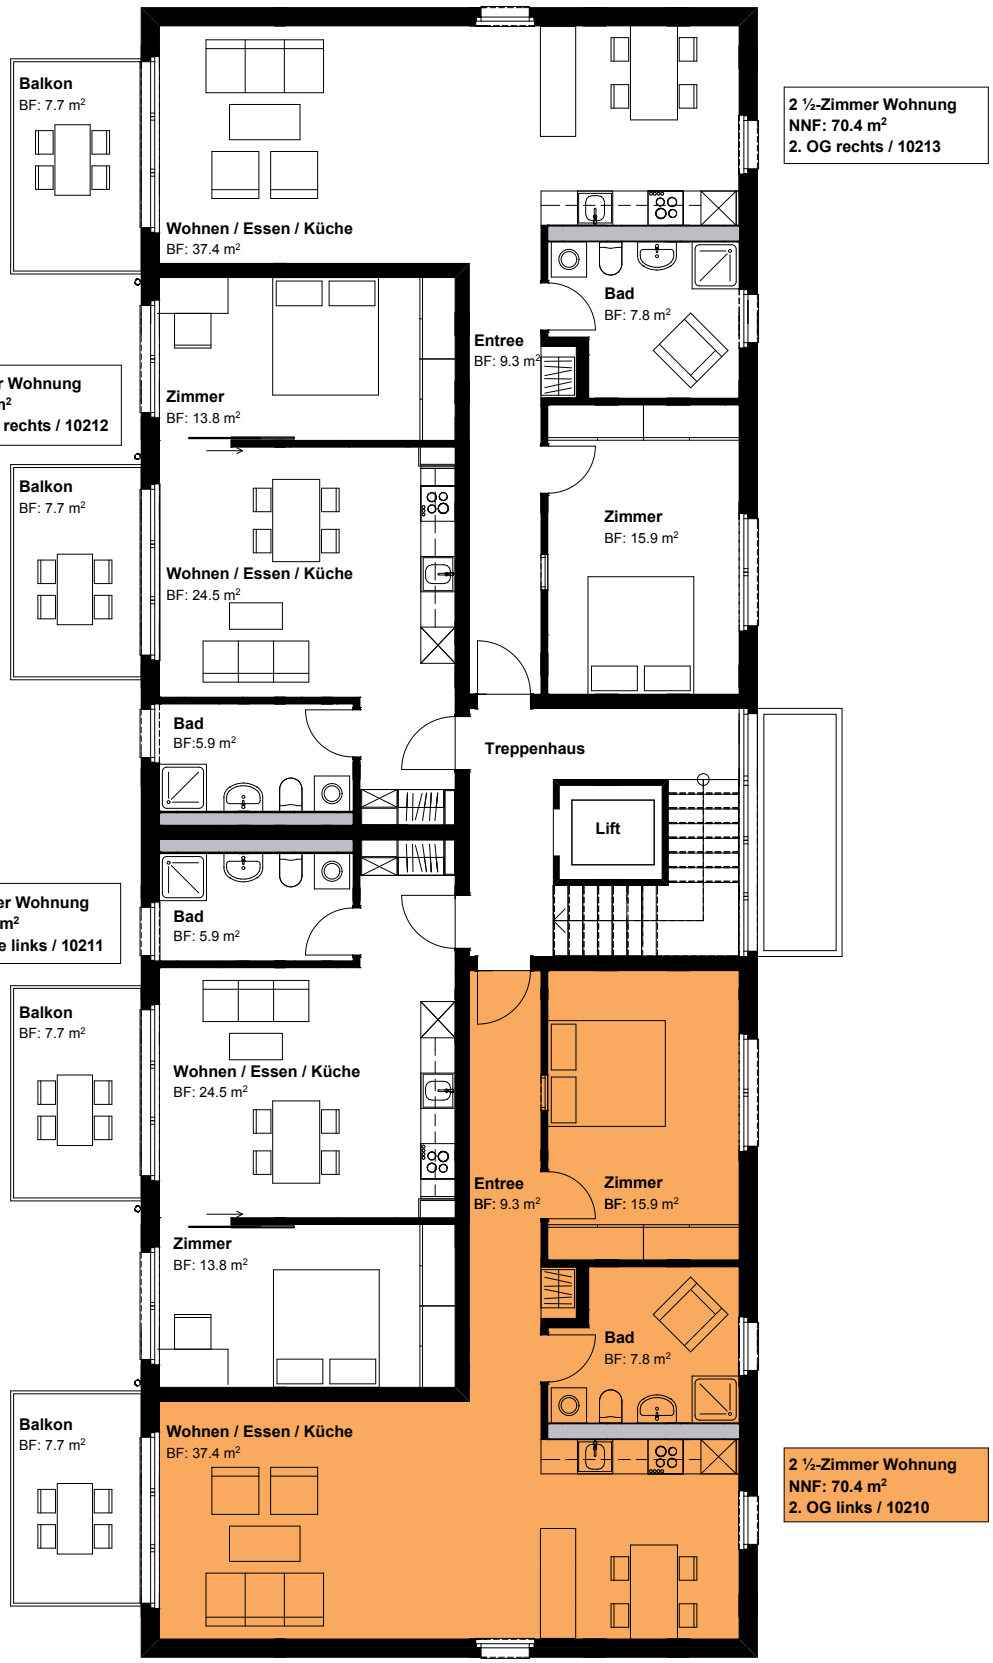 Balkon
BF: 7.7 m²
2 ½-Zimmer Wohnung
NNF: 70.4 m²
2. OG rechts / 10213
Wohnen / Essen / Küche
BF: 37.4 m²
Bad
BF: 7.8 m²
Entree
BF: 9.3 m²
r Wohnung
m²
rechts / 10212
Zimmer
BF: 13.8 m²
Balkon
BF: 7.7 m²
Zimmer
BF: 15.9 m²
Wohnen / Essen / Küche
BF: 24.5 m²
Bad
BF:5.9 m²
Treppenhaus
Lift
er Wohnung
m²
e links / 10211
Bad
BF: 5.9 m²
Balkon
BF: 7.7 m²
Wohnen / Essen / Küche
BF: 24.5 m²
Entree
BF: 9.3 m²
Zimmer
BF: 15.9 m²
Zimmer
BF: 13.8 m²
Bad
BF: 7.8 m²
Balkon
BF: 7.7 m²
Wohnen / Essen / Küche
BF: 37.4 m²
2 ½-Zimmer Wohnung
NNF: 70.4 m²
2. OG links / 10210